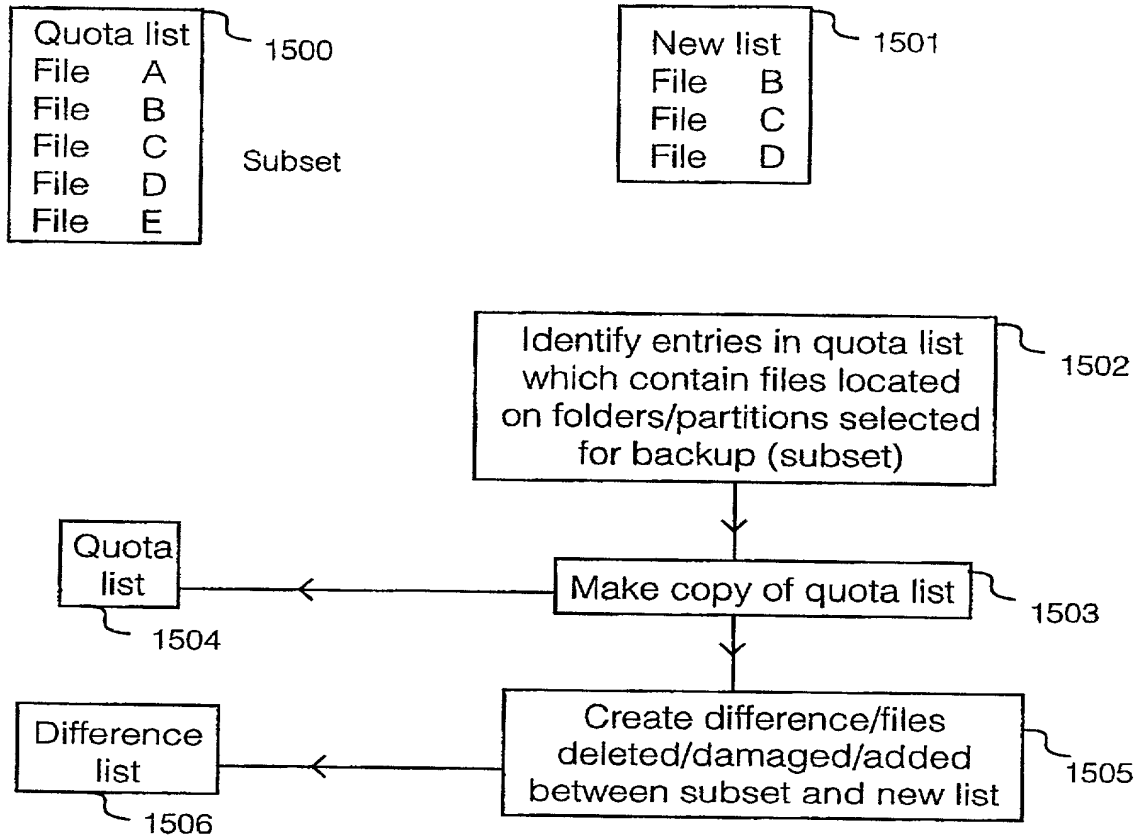 Quota list
File A
File B
File C
File D
File E
1500
Subset
New list
File B
File C
File D
1501
Identify entries in quota list
which contain files located
on folders/partitions selected
for backup (subset)
1502
Quota
list
1504
Make copy of quota list
1503
Difference
list
1506
Create difference/files
deleted/damaged/added
between subset and new list
1505